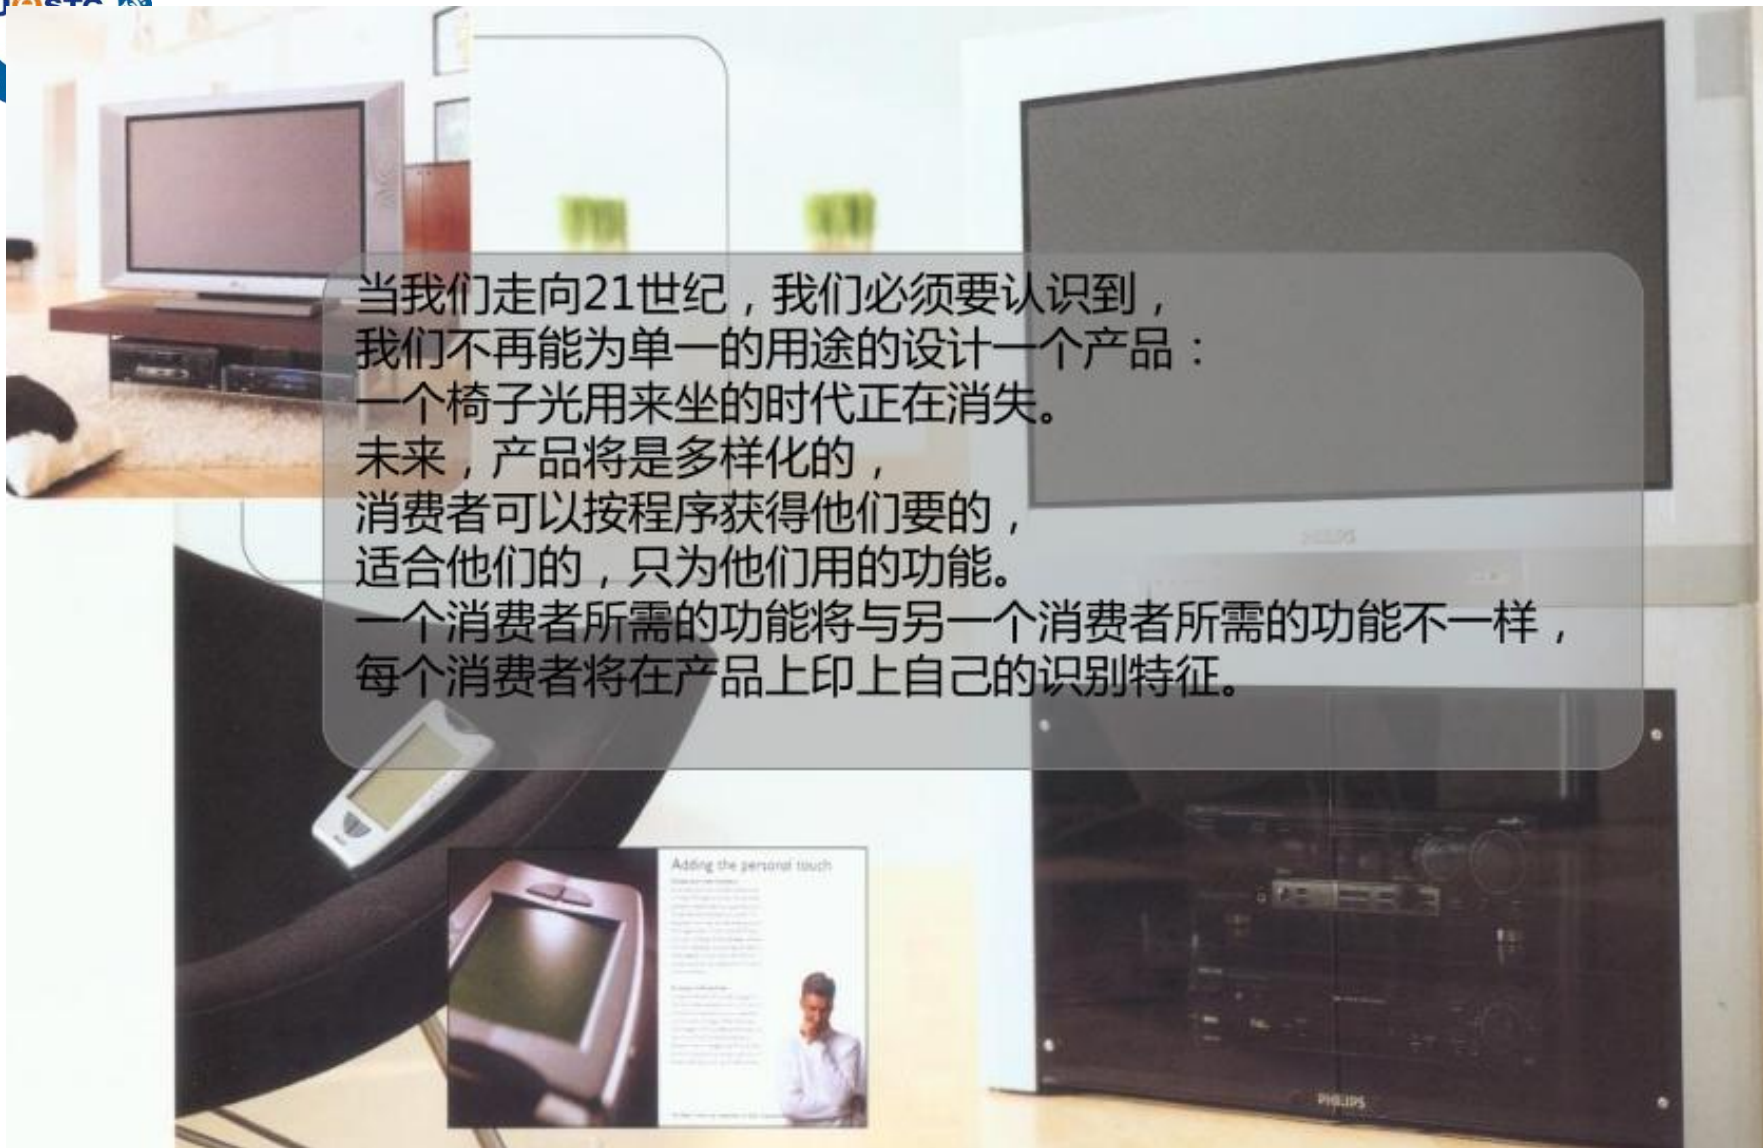 当我们走向21世纪，我们必须要认识到，
我们不再能为单一的用途的设计一个产品：
一个椅子光用来坐的时代正在消失。
未来，产品将是多样化的，
消费者可以按程序获得他们要的，
适合他们的，只为他们用的功能。
一个消费者所需的功能将与另一个消费者所需的功能不一样，
每个消费者将在产品上印上自己的识别特征。
PHILIPS
Adding the personal touch
PHILIPS